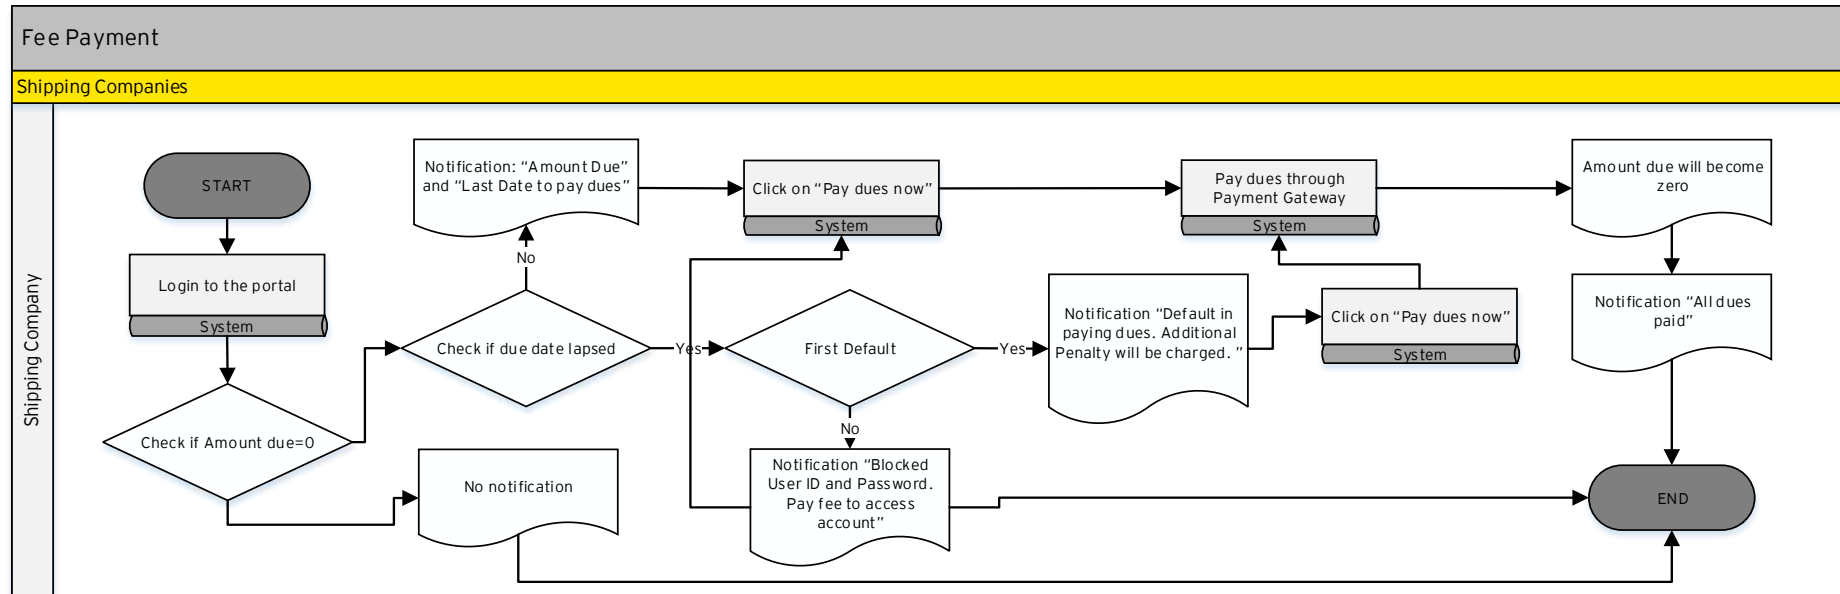 Fee Payment
Shipping Companies
Shipping Company
START
Login to the portal
System
Check if Amount due=0
No notification
Check if due date lapsed
No
Notification: “Amount Due”
and “Last Date to pay dues”
Click on “Pay dues now”
System
Yes
First Default
No
Notification “Blocked
User ID and Password.
Pay fee to access
account”
Yes
Notification “Default in
paying dues. Additional
Penalty will be charged. ”
Click on “Pay dues now”
System
Pay dues through
Payment Gateway
System
Amount due will become
zero
Notification “All dues
paid”
END